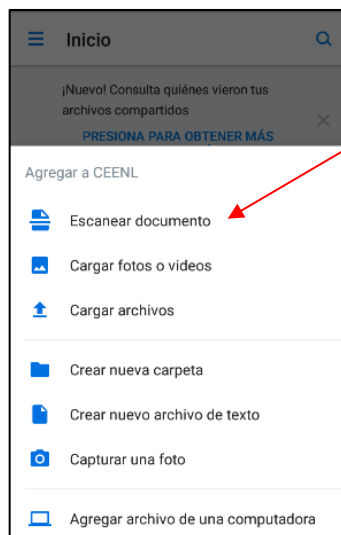 Inicio
¡Nuevo! Consulta quiénes vieron tus
archivos compartidos
PRESIONA PARA OBTENER MÁS
Agregar a CEENL
Escanear documento
Cargar fotos o videos
Cargar archivos
Crear nueva carpeta
Crear nuevo archivo de texto
Capturar una foto
Agregar archivo de una computadora